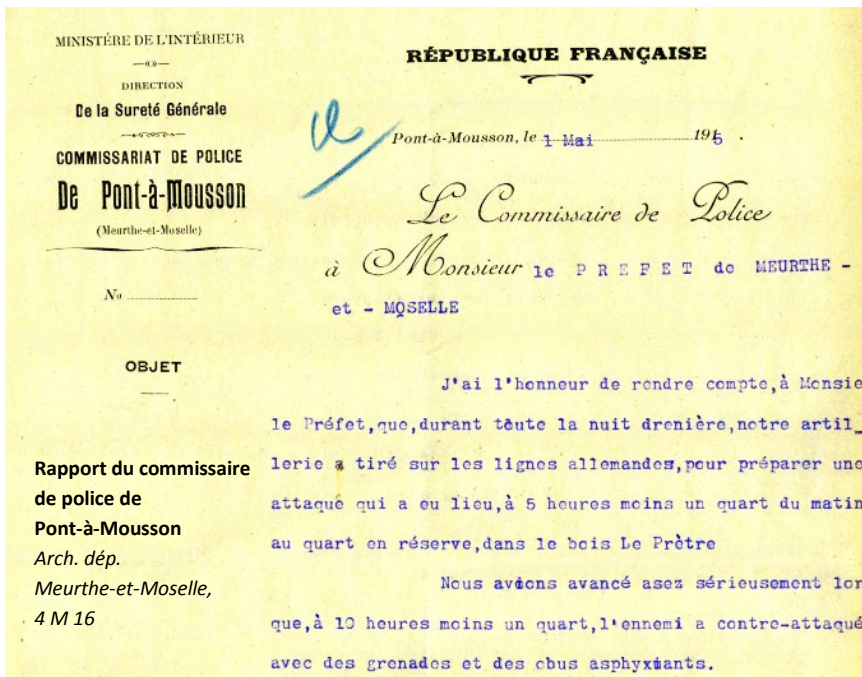 MINISTÉRE DE L'INTÉRIEUR
DIRECTION
De la Sureté Générale
COMMISSARIAT DE POLICE
De Pont-à-Mousson
(Meurthe-et-Moselle)
No
OBJET
RÉPUBLIQUE FRANÇAISE
Pont-à-Mousson, le 1 Mai 1915 .
Le Commissaire de Police
à Monsieur le PREFET de MEURTHE -
et - MOSELLE
J'ai l'honneur de rendre compte,à Monsie
le Préfet,que,durant toute la nuit drenière,notre artil_
lerie a tiré sur les lignes allemandes,pour préparer une
attaque qui a eu lieu,à 5 heures moins un quart du matin
au quart en réserve,dans le bois Le Prètre
Nous avions avancé asez sérieusement lor
que,à 10 heures moins un quart,l'ennemi a contre-attaqué
avec des grenades et des obus asphyxiants.
Rapport du commissaire
de police de
Pont-à-Mousson
Arch. dép.
Meurthe-et-Moselle,
4 M 16